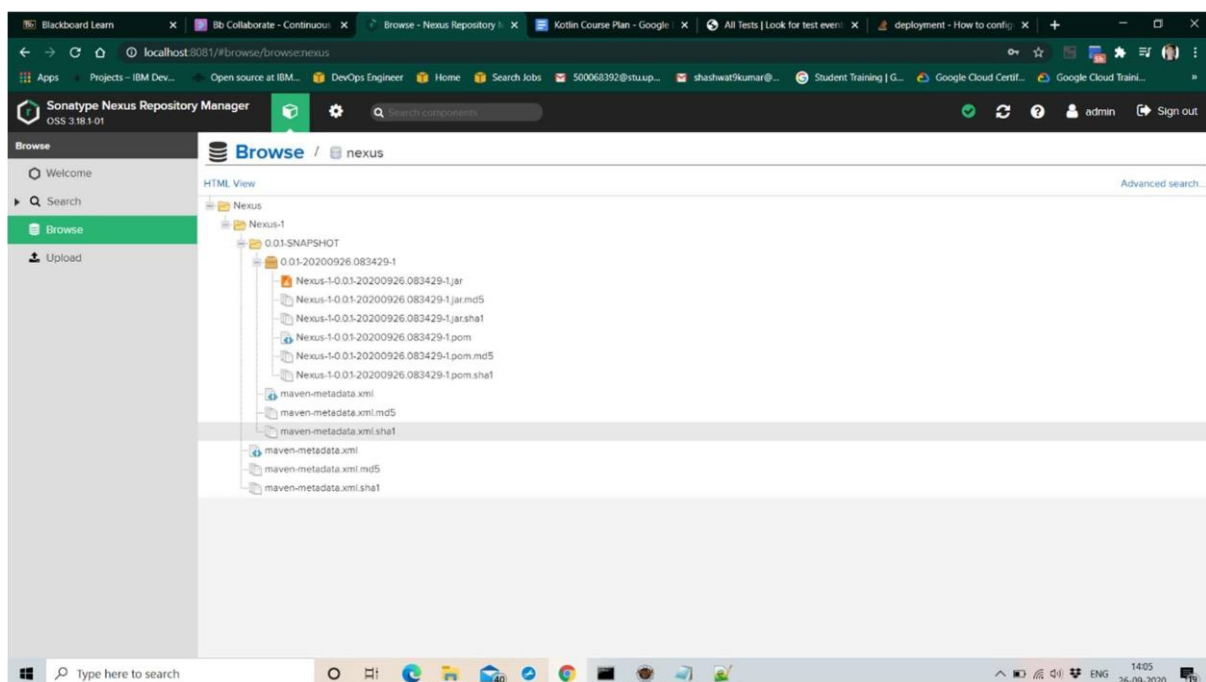 Blackboard Learn
Bb Collaborate - Continuous
Browse - Nexus Repository M
Kotlin Course Plan - Google
All Tests | Look for test event
deployment - How to config
localhost:8081/#browse/browse:nexus
Apps
Projects – IBM Dev...
Open source at IBM...
DevOps Engineer
Home
Search Jobs
500068392@stu.up...
shashwat9kumar@...
Student Training | G...
Google Cloud Certif...
Google Cloud Traini...
»
Sonatype Nexus Repository Manager
OSS 3.18.1-01
Search components
admin
Sign out
Browse
Welcome
Search
Browse
Upload
Browse / nexus
HTML View
Advanced search...
Nexus
Nexus-1
0.0.1-SNAPSHOT
0.0.1-20200926.083429-1
Nexus-1-0.0.1-20200926.083429-1.jar
Nexus-1-0.0.1-20200926.083429-1.jar.md5
Nexus-1-0.0.1-20200926.083429-1.jar.sha1
Nexus-1-0.0.1-20200926.083429-1.pom
Nexus-1-0.0.1-20200926.083429-1.pom.md5
Nexus-1-0.0.1-20200926.083429-1.pom.sha1
maven-metadata.xml
maven-metadata.xml.md5
maven-metadata.xml.sha1
maven-metadata.xml
maven-metadata.xml.md5
maven-metadata.xml.sha1
Type here to search
40
ENG
14:05
26-09-2020
19